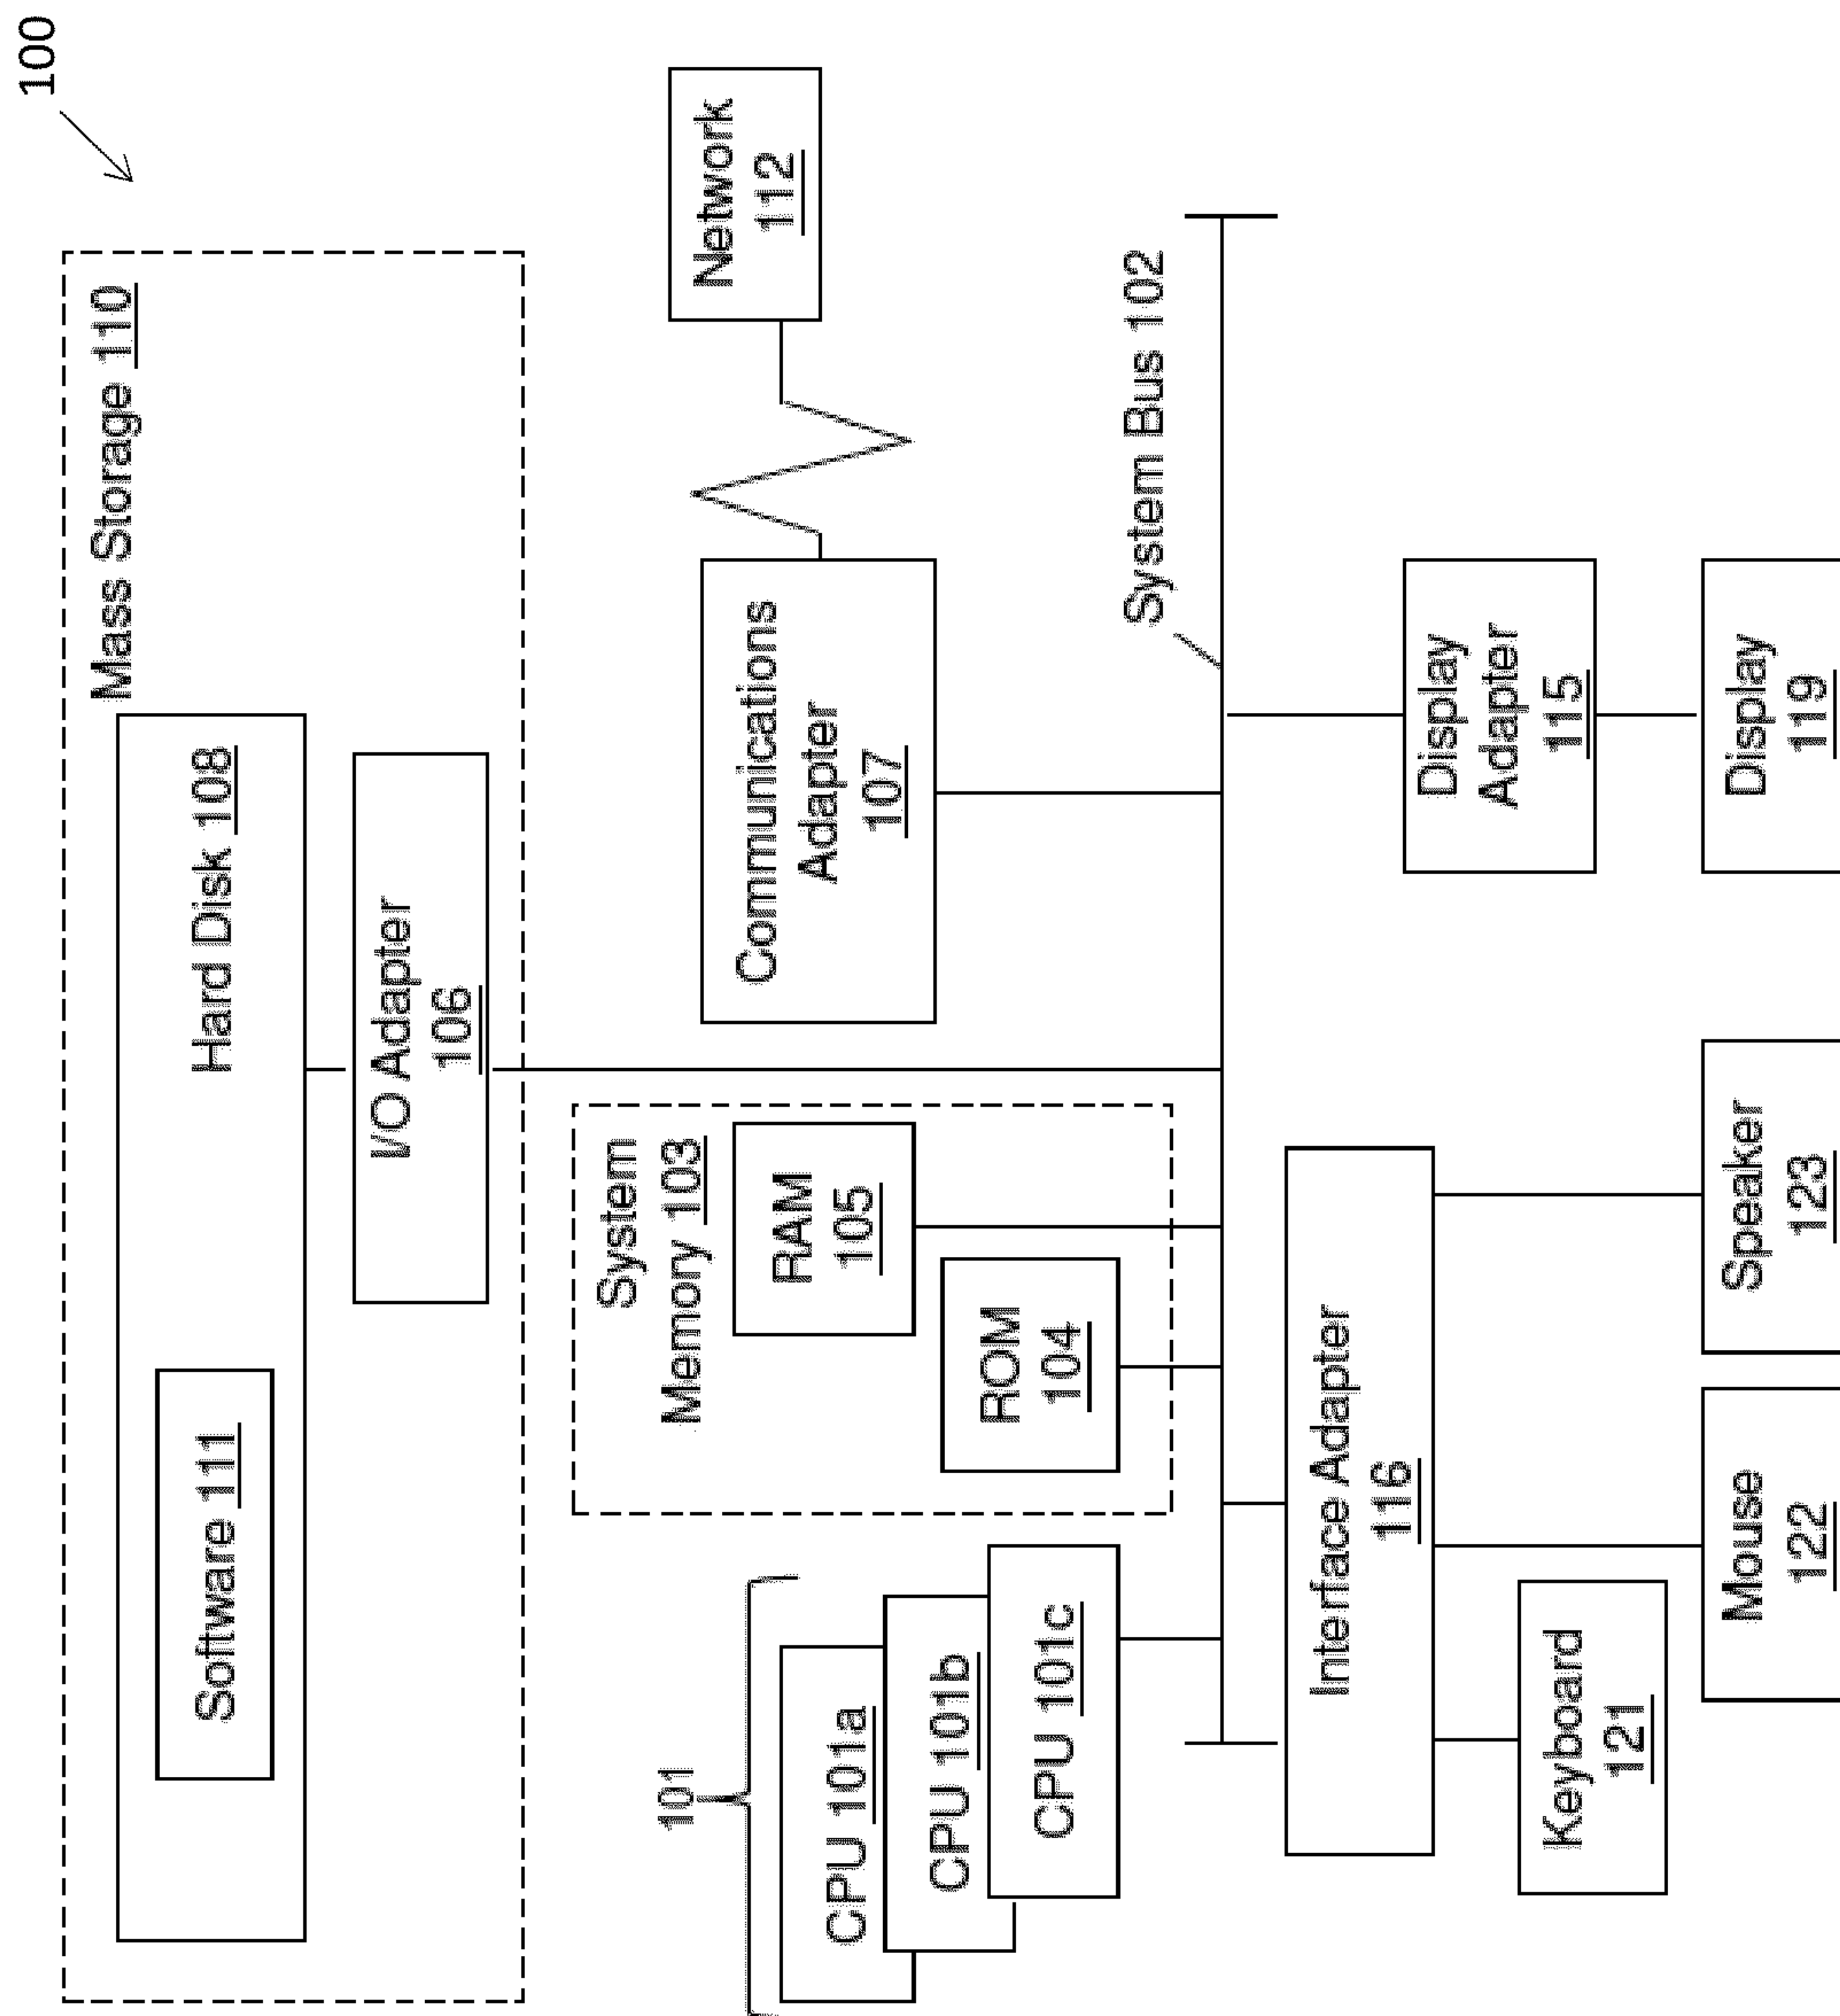 100
Mass Storage 110
Hard Disk 108
Software 111
I/O Adapter
106
101
CPU 101a
CPU 101b
CPU 101c
System
Memory 103
RAM
105
ROM
104
Communications
Adapter
107
Network
112
System Bus 102
Interface Adapter
116
Display
Adapter
115
Keyboard
121
Mouse
122
Speaker
123
Display
119